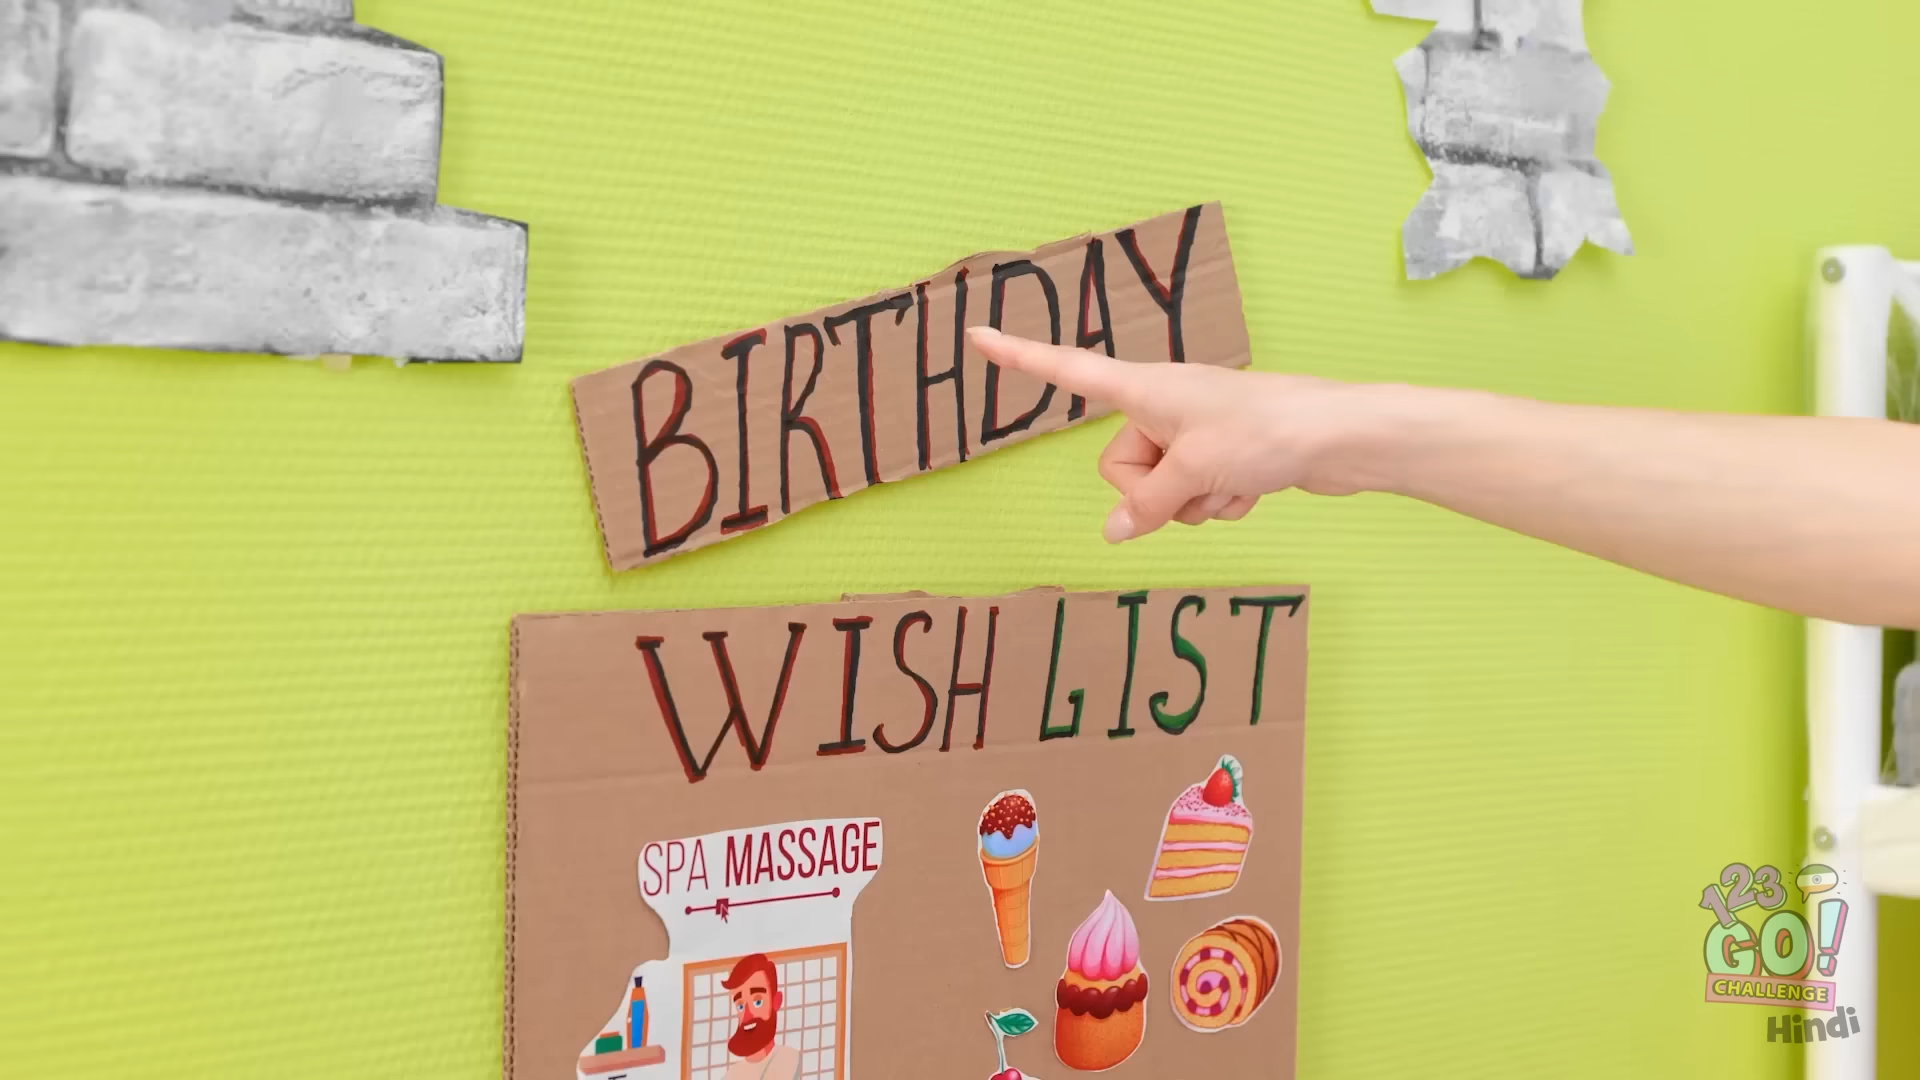 BIRTHDAY
WISH LIST
SPA MASSAGE
123
GO!
CHALLENGE
Hindi